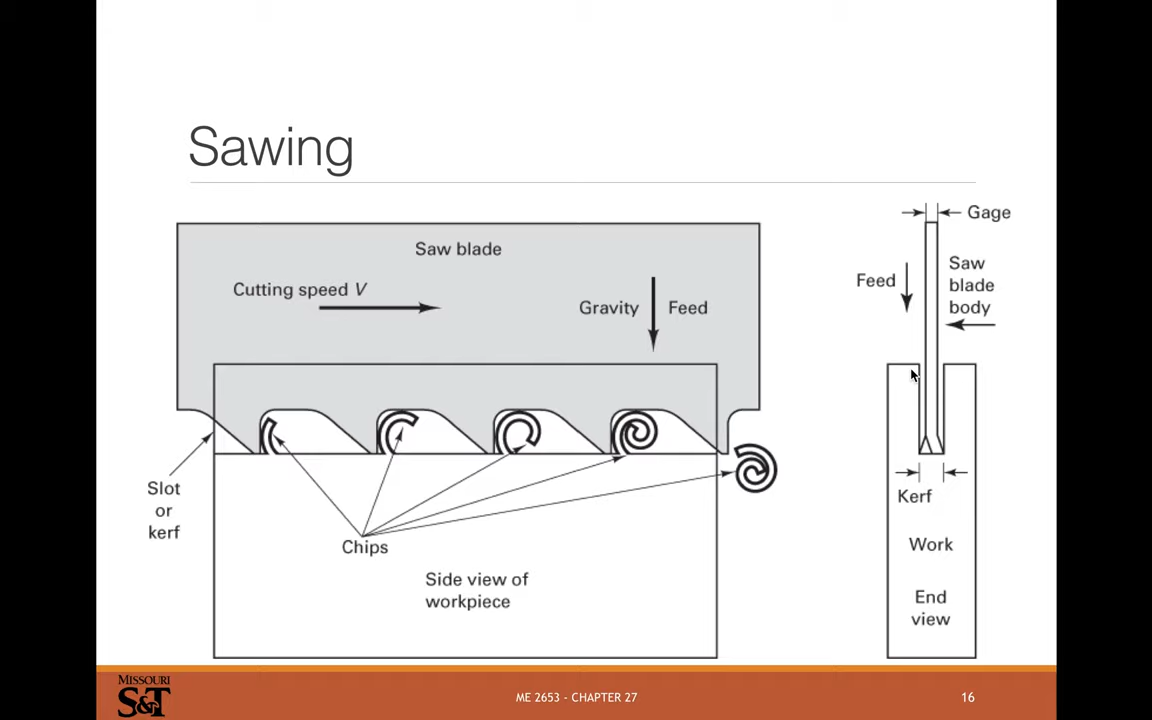 Sawing
Saw blade
Cutting speed V
Gravity
Feed
Slot
or
kerf
Chips
Side view of
workpiece
Gage
Feed
Saw
blade
body
Kerf
Work
End
view
MISSOURI
S&T
ME 2653 - CHAPTER 27
16